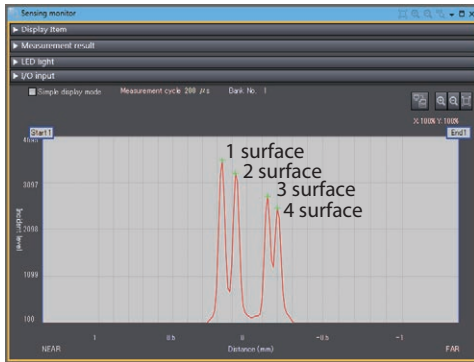 Sensing monitor
Display Item
Measurement result
LED light
I/O input
Simple display mode Measurement cycle 200 μs Bank No. 1
X:100% Y:100%
Start1 End1
4096
1 surface
2 surface
3097
3 surface
4 surface
2098
1099
100
Incident level
1 0.5 0 -0.5 -1
NEAR Distance (mm) FAR